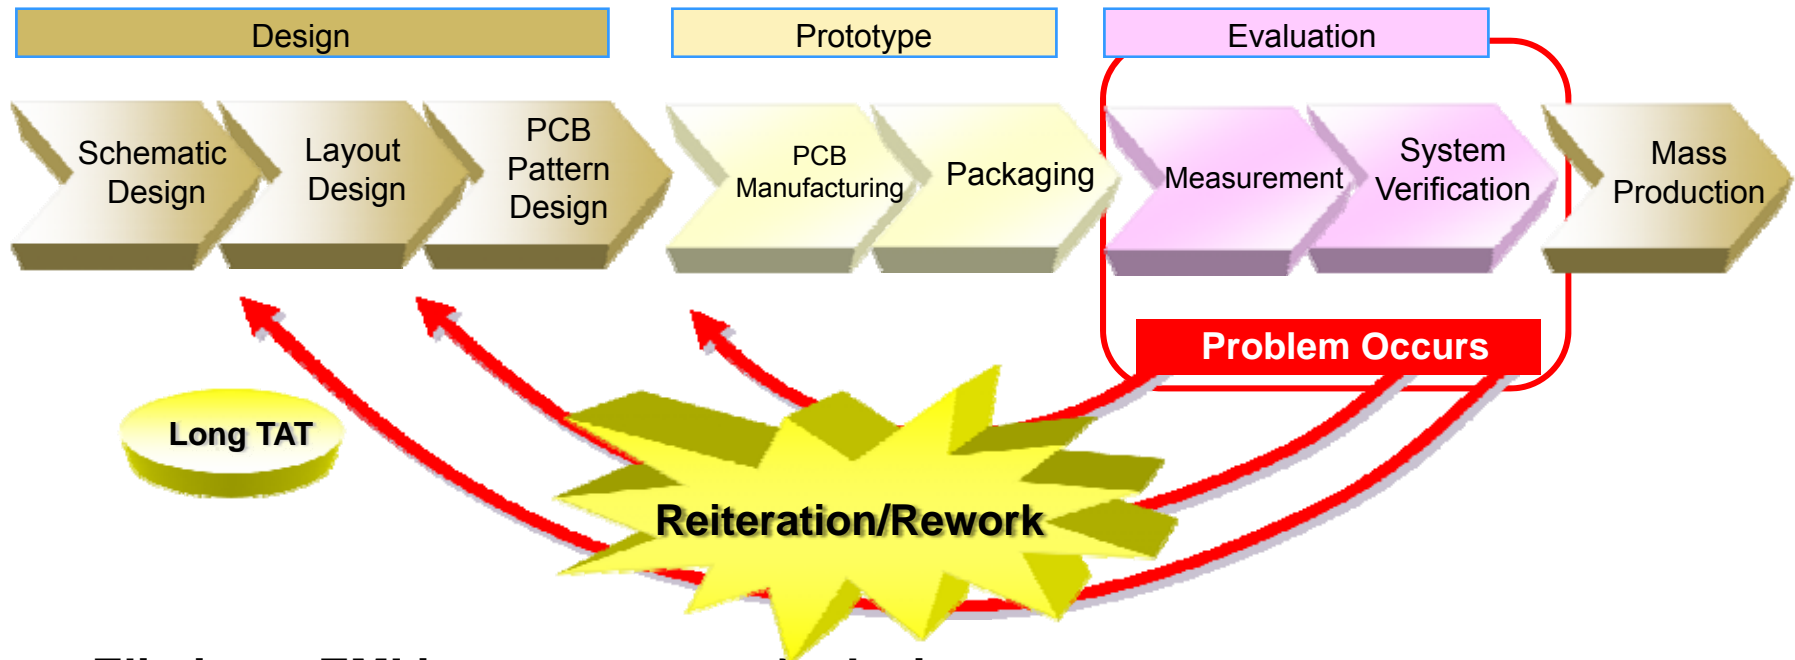 Design
Prototype
Evaluation
Schematic
Design
Layout
Design
PCB
Pattern
Design
PCB
Manufacturing
Packaging
Measurement
System
Verification
Mass
Production
Problem Occurs
Long TAT
Reiteration/Rework